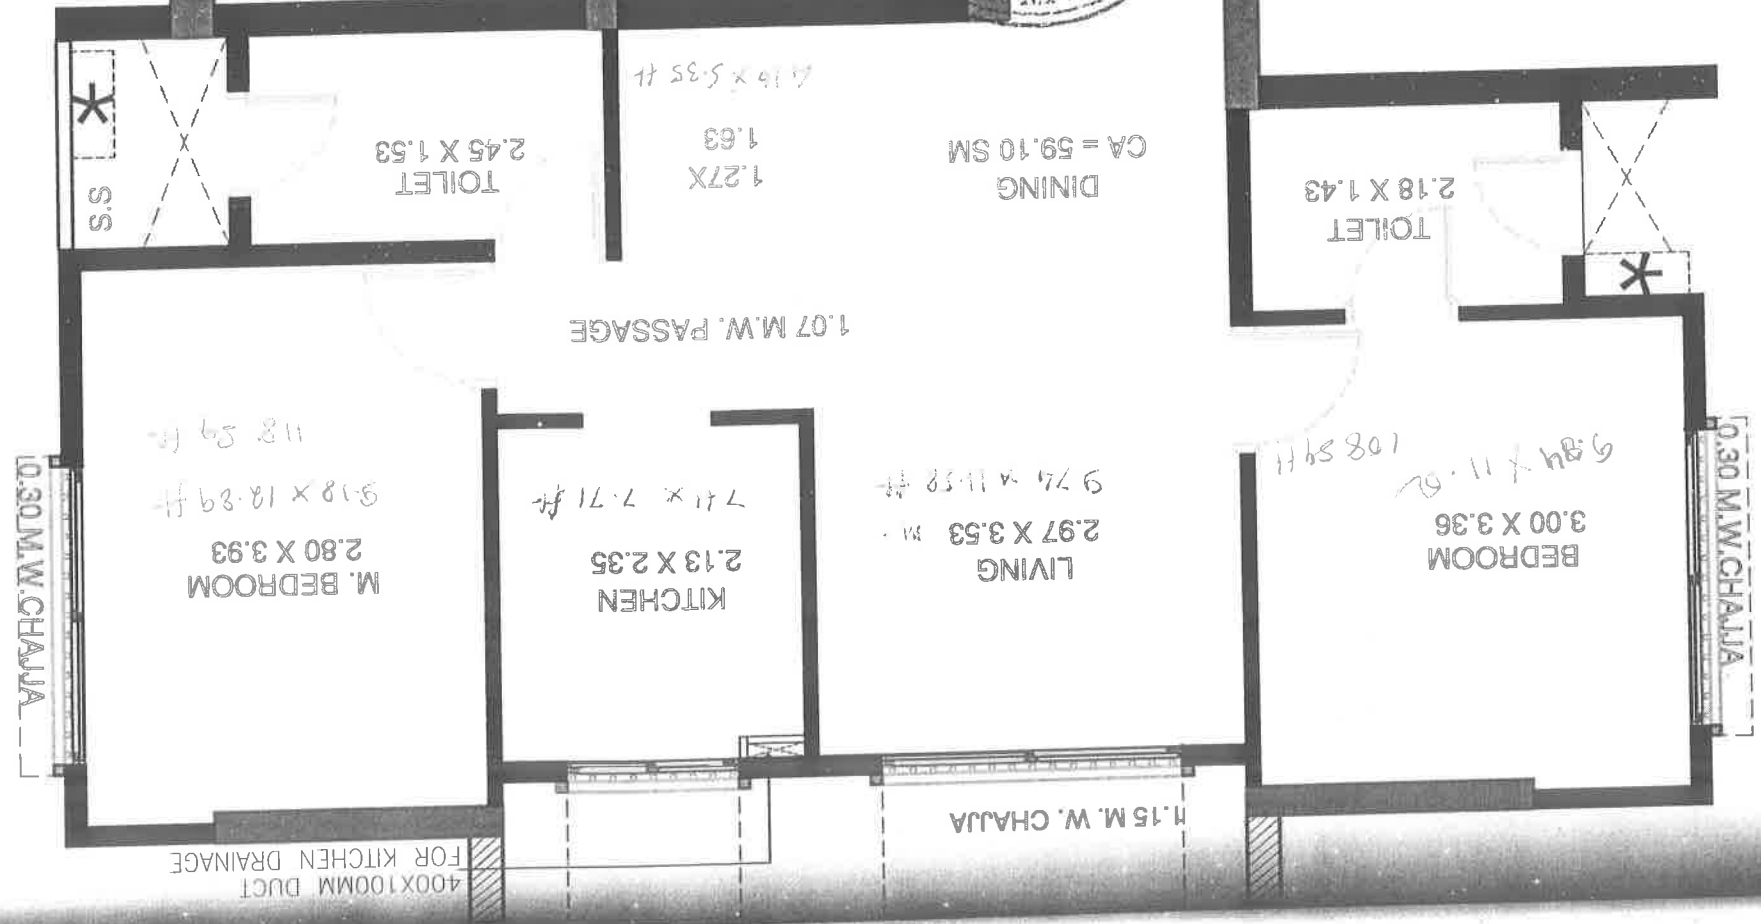 400X100MM DUCT
FOR KITCHEN DRAINAGE
1.15 M. W. CHAJJA
0.30 M.W.CHAJJA
BEDROOM
3.00 X 3.36
9.84 X 11.02
108 sq ft
LIVING
2.97 X 3.53 M
9.74 x 11.58 ft
KITCHEN
2.13 X 2.35
7.71 ft
M. BEDROOM
2.80 X 3.93
9.18 X 12.89 ft
118 sq ft
0.30 M.W.CHAJJA
1.07 M.W. PASSAGE
TOILET
2.18 X 1.43
DINING
CA = 59.10 SM
1.27X
1.63
x 5.35 ft
TOILET
2.45 X 1.53
S.S